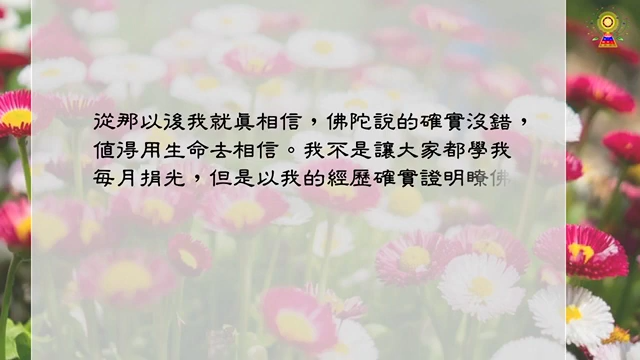 從那以後我就真相信，佛陀說的確實沒錯，
值得用生命去相信。我不是讓大家都學我
每月捐光，但是以我的經歷確實證明瞭佛